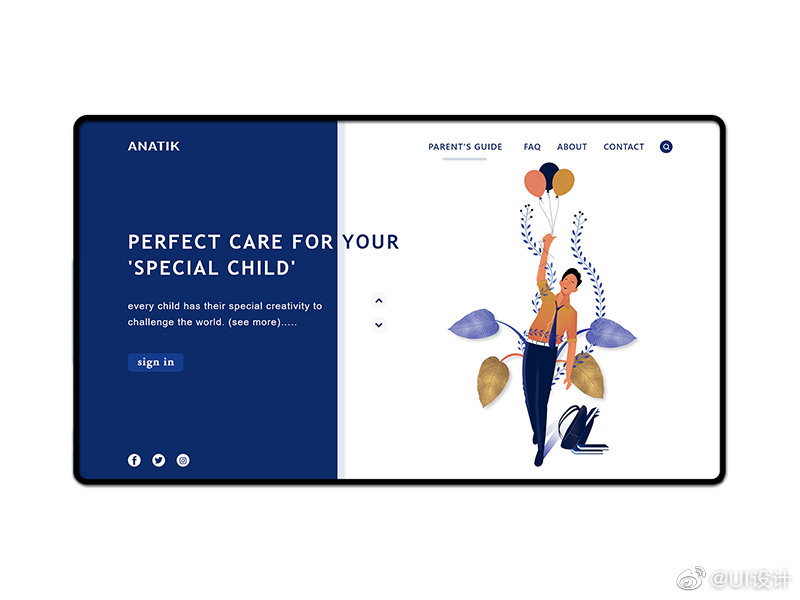 ANATIK
PARENT'S GUIDE FAQ ABOUT CONTACT
PERFECT CARE FOR YOUR
'SPECIAL CHILD'
every child has their special creativity to
challenge the world. (see more).....
sign in
@UI设计